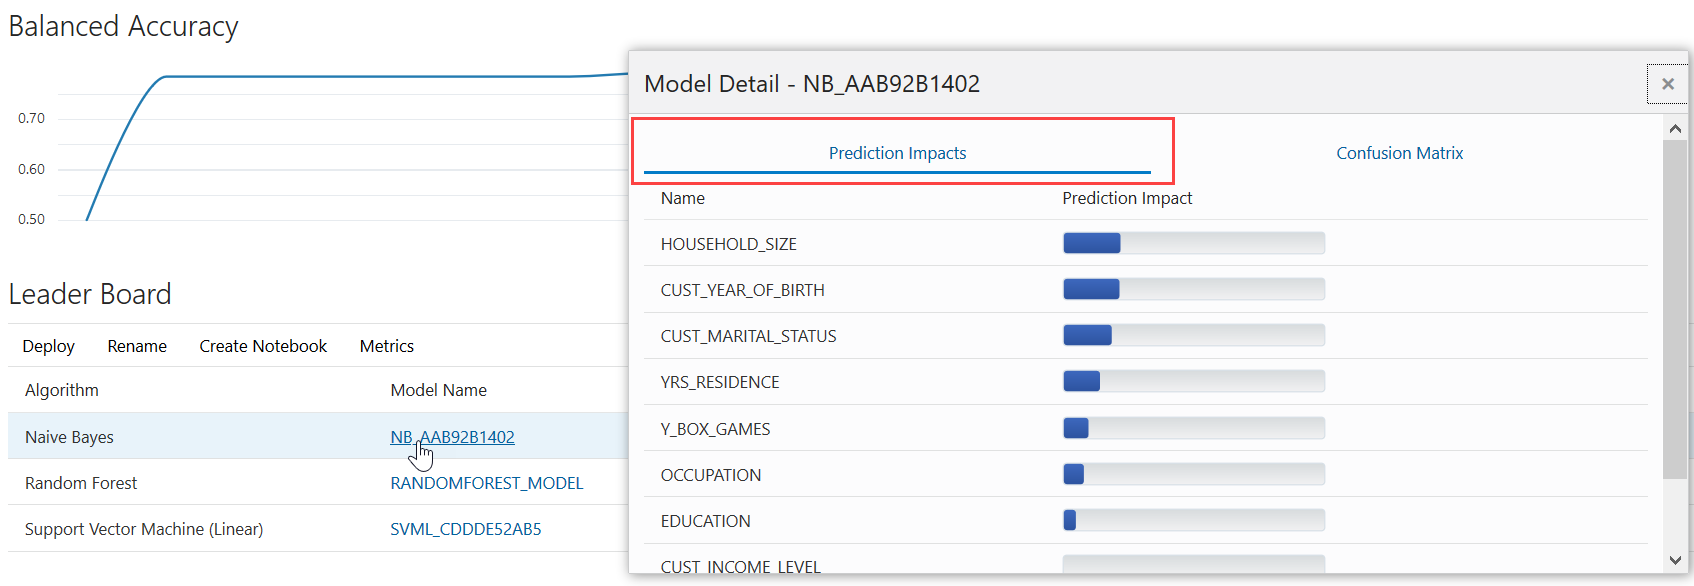 Balanced Accuracy
0.70
0.60
0.50
Leader Board
Deploy Rename Create Notebook Metrics
Algorithm Model Name
Naive Bayes NB_AAB92B1402
Random Forest RANDOMFOREST_MODEL
Support Vector Machine (Linear) SVML_CDDDE52AB5
Model Detail - NB_AAB92B1402
Prediction Impacts Confusion Matrix
Name Prediction Impact
HOUSEHOLD_SIZE
CUST_YEAR_OF_BIRTH
CUST_MARITAL_STATUS
YRS_RESIDENCE
Y_BOX_GAMES
OCCUPATION
EDUCATION
CUST_INCOME_LEVEL